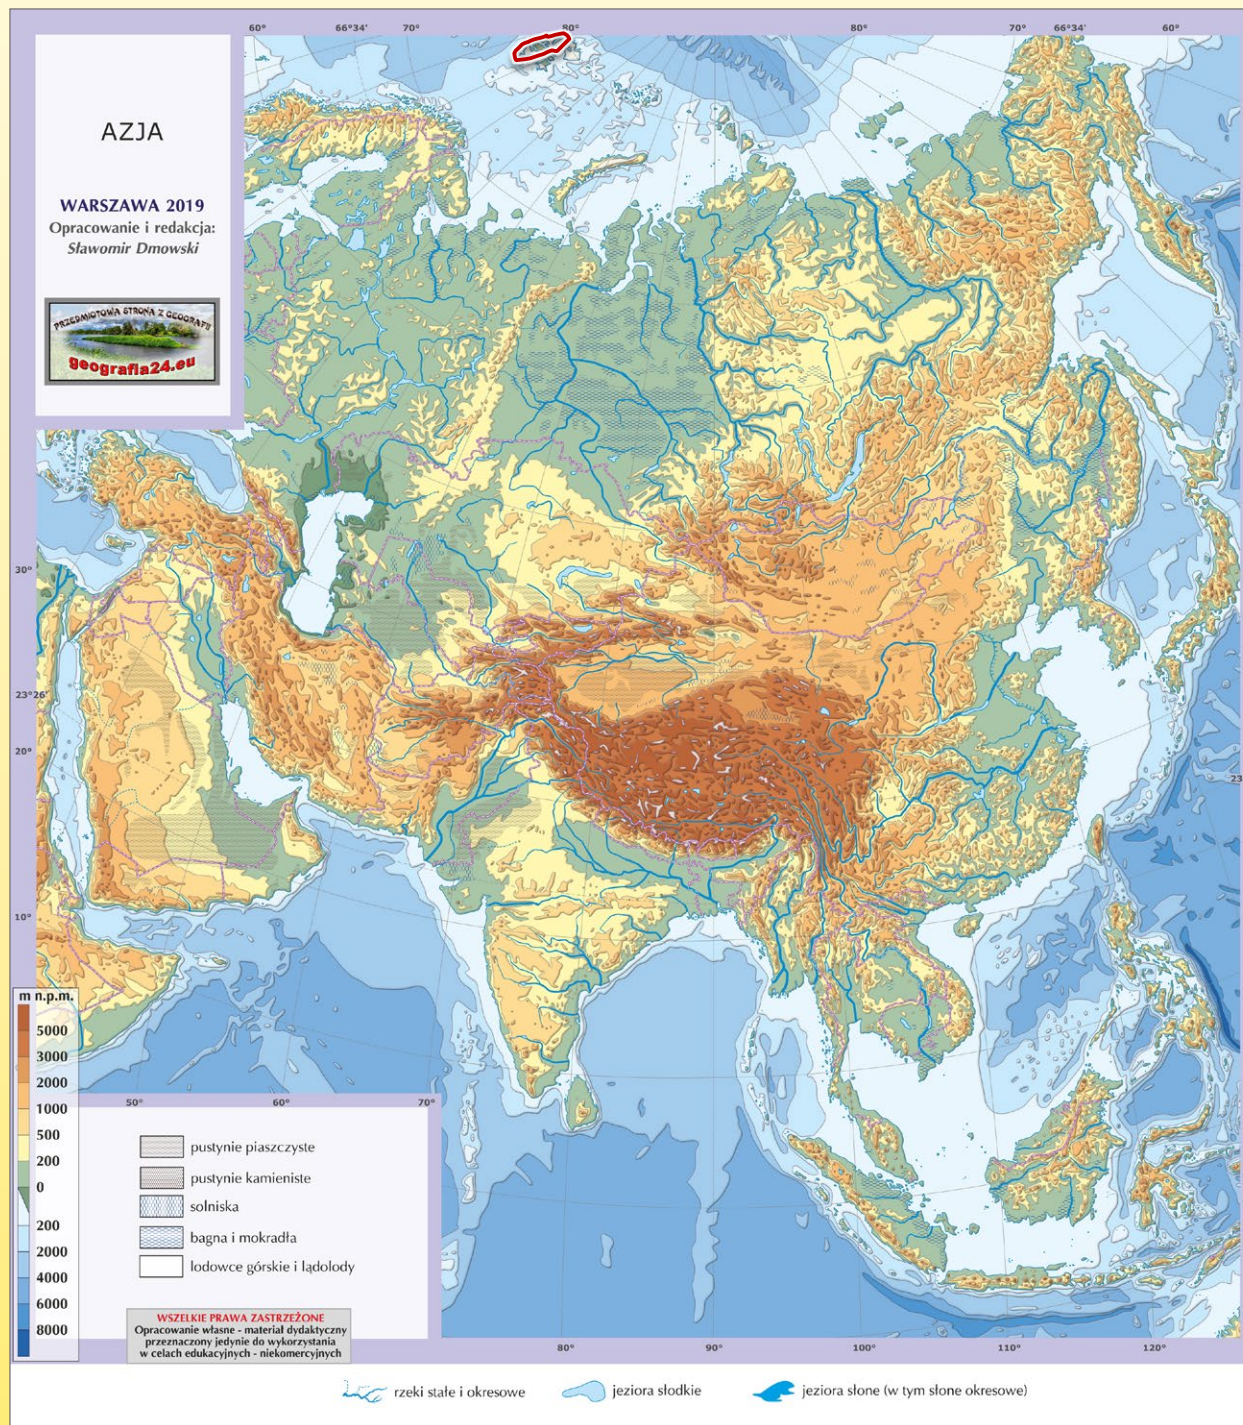 60° 66°34' 70° 80° 80° 70° 66°34' 60°
AZJA
WARSZAWA 2019
Opracowanie i redakcja:
Sławomir Dmowski
PRZEDMIOTOWA STRONA Z GEOGRAFII
geografia24.eu
30°
23°26'
20°
23
10°
m n.p.m.
5000
3000
2000
1000
500
200
0
200
2000
4000
6000
8000
50° 60° 70°
pustynie piaszczyste
pustynie kamieniste
solniska
bagna i mokradła
lodowce górskie i lądolody
WSZELKIE PRAWA ZASTRZEŻONE
Opracowanie własne - materiał dydaktyczny
przeznaczony jedynie do wykorzystania
w celach edukacyjnych - niekomercyjnych
80° 90° 100° 110° 120°
rzeki stałe i okresowe
jeziora słodkie
jeziora słone (w tym słone okresowe)